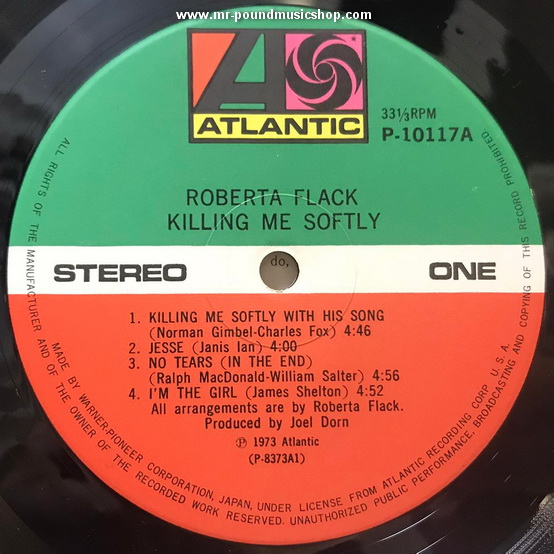 www.mr-poundmusicshop.com
A
ATLANTIC
33⅓RPM
P-10117A
ROBERTA FLACK
KILLING ME SOFTLY
do,
STEREO
ONE
1. KILLING ME SOFTLY WITH HIS SONG
(Norman Gimbel-Charles Fox) 4:46
2. JESSE (Janis Ian) 4:00
3. NO TEARS (IN THE END)
(Ralph MacDonald-William Salter) 4:56
4. I'M THE GIRL (James Shelton) 4:52
All arrangements are by Roberta Flack.
Produced by Joel Dorn
Ⓟ 1973 Atlantic
(P-8373A1)
MADE BY WARNER-PIONEER CORPORATION, JAPAN, UNDER LICENSE FROM ATLANTIC RECORDING CORP. U.S.A.
ALL RIGHTS OF THE MANUFACTURER AND OF THE OWNER OF THE RECORDED WORK RESERVED. UNAUTHORIZED PUBLIC PERFORMANCE, BROADCASTING AND COPYING OF THIS RECORD PROHIBITED